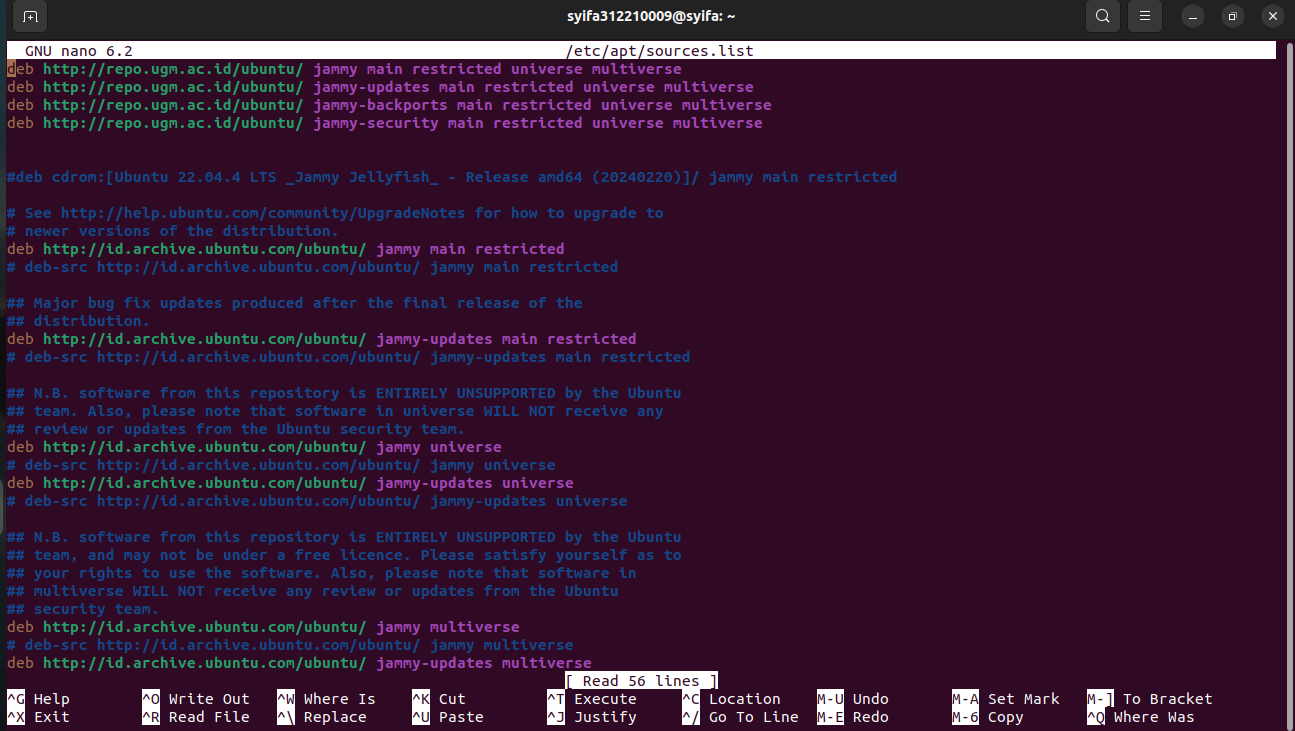 syifa312210009@syifa: ~
GNU nano 6.2 /etc/apt/sources.list
deb http://repo.ugm.ac.id/ubuntu/ jammy main restricted universe multiverse
deb http://repo.ugm.ac.id/ubuntu/ jammy-updates main restricted universe multiverse
deb http://repo.ugm.ac.id/ubuntu/ jammy-backports main restricted universe multiverse
deb http://repo.ugm.ac.id/ubuntu/ jammy-security main restricted universe multiverse
#deb cdrom:[Ubuntu 22.04.4 LTS _Jammy Jellyfish_ - Release amd64 (20240220)]/ jammy main restricted
# See http://help.ubuntu.com/community/UpgradeNotes for how to upgrade to
# newer versions of the distribution.
deb http://id.archive.ubuntu.com/ubuntu/ jammy main restricted
# deb-src http://id.archive.ubuntu.com/ubuntu/ jammy main restricted
## Major bug fix updates produced after the final release of the
## distribution.
deb http://id.archive.ubuntu.com/ubuntu/ jammy-updates main restricted
# deb-src http://id.archive.ubuntu.com/ubuntu/ jammy-updates main restricted
## N.B. software from this repository is ENTIRELY UNSUPPORTED by the Ubuntu
## team. Also, please note that software in universe WILL NOT receive any
## review or updates from the Ubuntu security team.
deb http://id.archive.ubuntu.com/ubuntu/ jammy universe
# deb-src http://id.archive.ubuntu.com/ubuntu/ jammy universe
deb http://id.archive.ubuntu.com/ubuntu/ jammy-updates universe
# deb-src http://id.archive.ubuntu.com/ubuntu/ jammy-updates universe
## N.B. software from this repository is ENTIRELY UNSUPPORTED by the Ubuntu
## team, and may not be under a free licence. Please satisfy yourself as to
## your rights to use the software. Also, please note that software in
## multiverse WILL NOT receive any review or updates from the Ubuntu
## security team.
deb http://id.archive.ubuntu.com/ubuntu/ jammy multiverse
# deb-src http://id.archive.ubuntu.com/ubuntu/ jammy multiverse
deb http://id.archive.ubuntu.com/ubuntu/ jammy-updates multiverse
[ Read 56 lines ]
^G Help ^O Write Out ^W Where Is ^K Cut ^T Execute ^C Location M-U Undo M-A Set Mark M-] To Bracket
^X Exit ^R Read File ^\ Replace ^U Paste ^J Justify ^/ Go To Line M-E Redo M-6 Copy ^Q Where Was